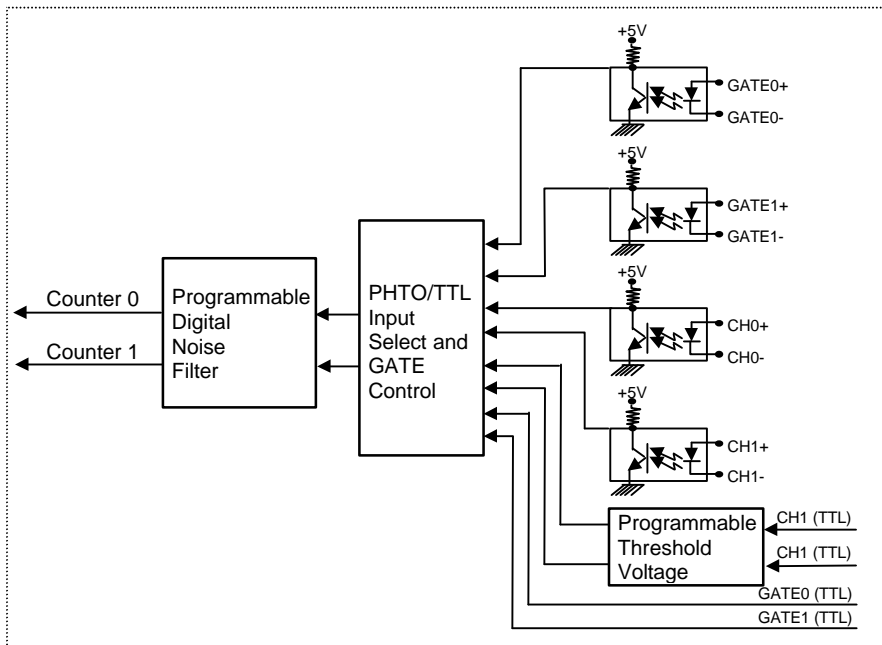 +5V
GATE0+
GATE0-
+5V
GATE1+
GATE1-
+5V
CH0+
CH0-
+5V
CH1+
CH1-
Counter 0
Counter 1
Programmable
Digital
Noise
Filter
PHTO/TTL
Input
Select and
GATE
Control
Programmable
Threshold
Voltage
CH1 (TTL)
CH1 (TTL)
GATE0 (TTL)
GATE1 (TTL)